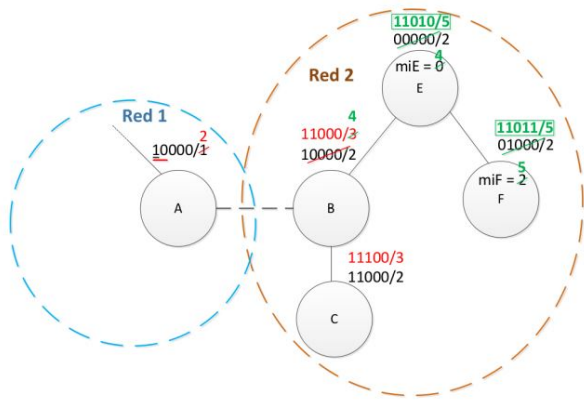 11010/5
00000/2
4
miE = 0
E
Red 2
Red 1
2
10000/1
4
11000/3
10000/2
11011/5
01000/2
5
miF = 2
F
A
B
11100/3
11000/2
C